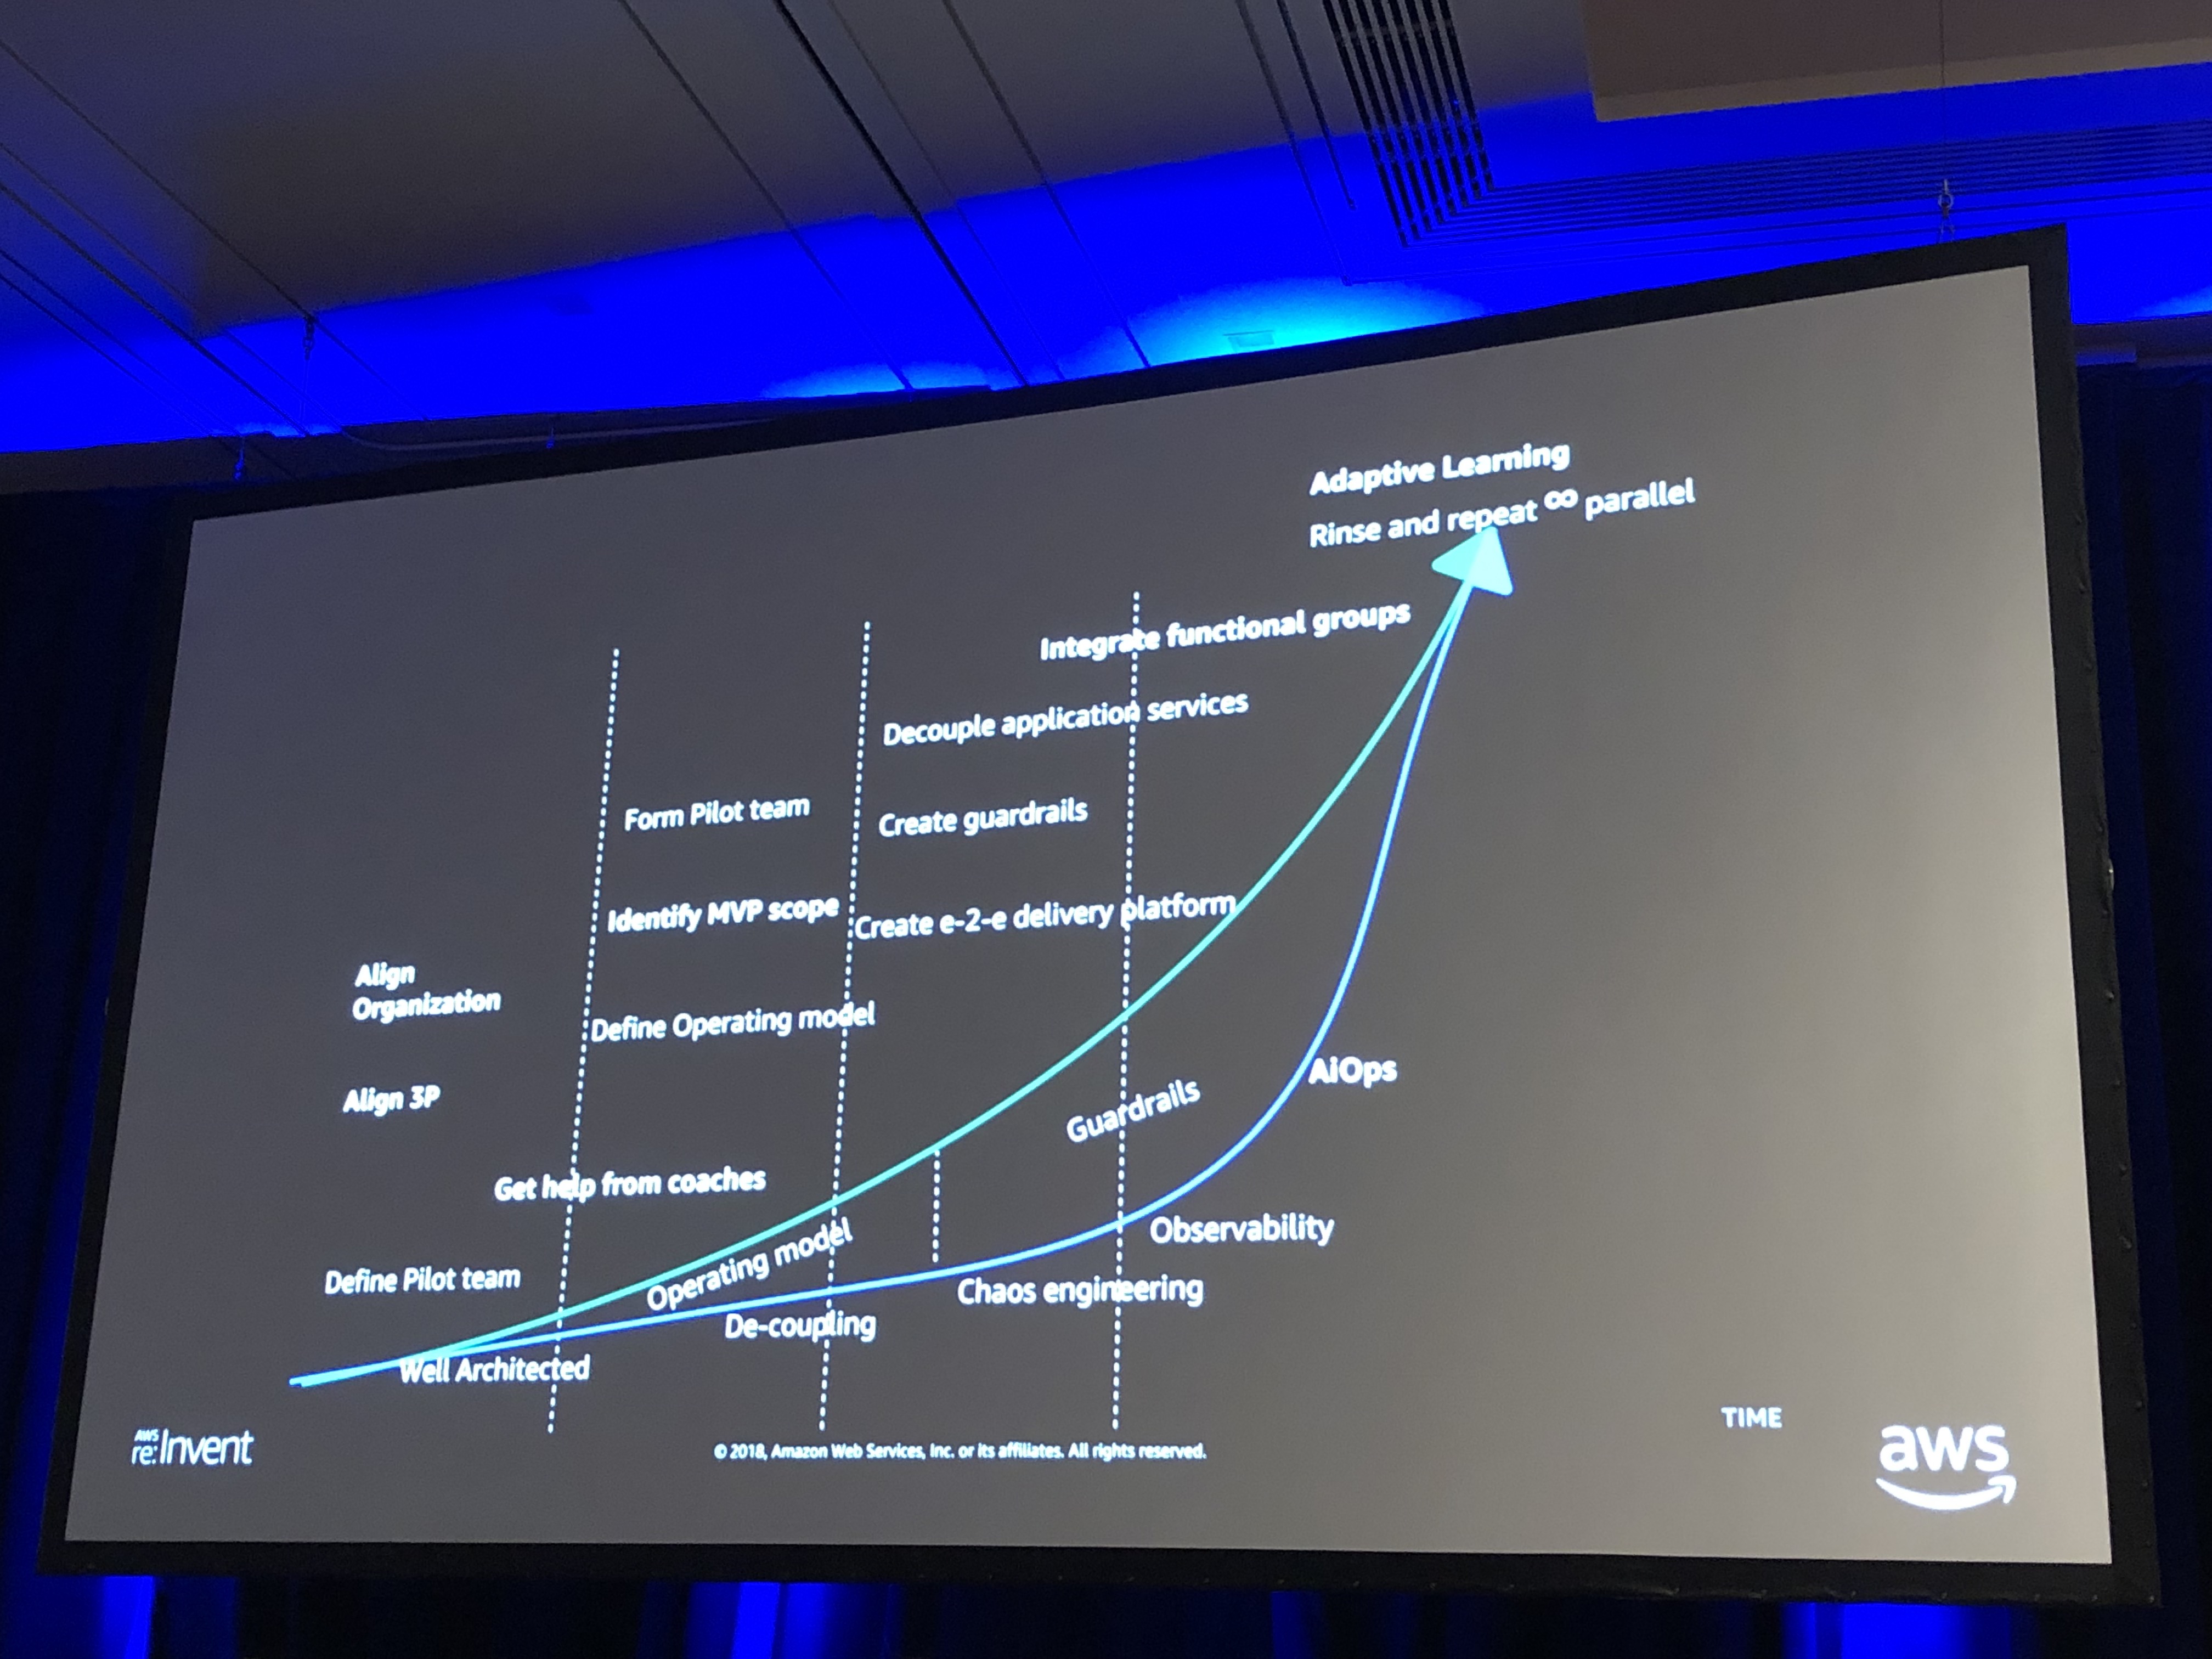 Adaptive Learning
Rinse and repeat ∞ parallel
Integrate functional groups
Decouple application services
Form Pilot team
Create guardrails
Identify MVP scope
Create e-2-e delivery platform
Align
Organization
Define Operating model
Align 3P
Guardrails
AiOps
Get help from coaches
Operating model
Observability
Define Pilot team
Chaos engineering
De-coupling
Well Architected
TIME
AWS
re:Invent
© 2018, Amazon Web Services, Inc. or its affiliates. All rights reserved.
aws